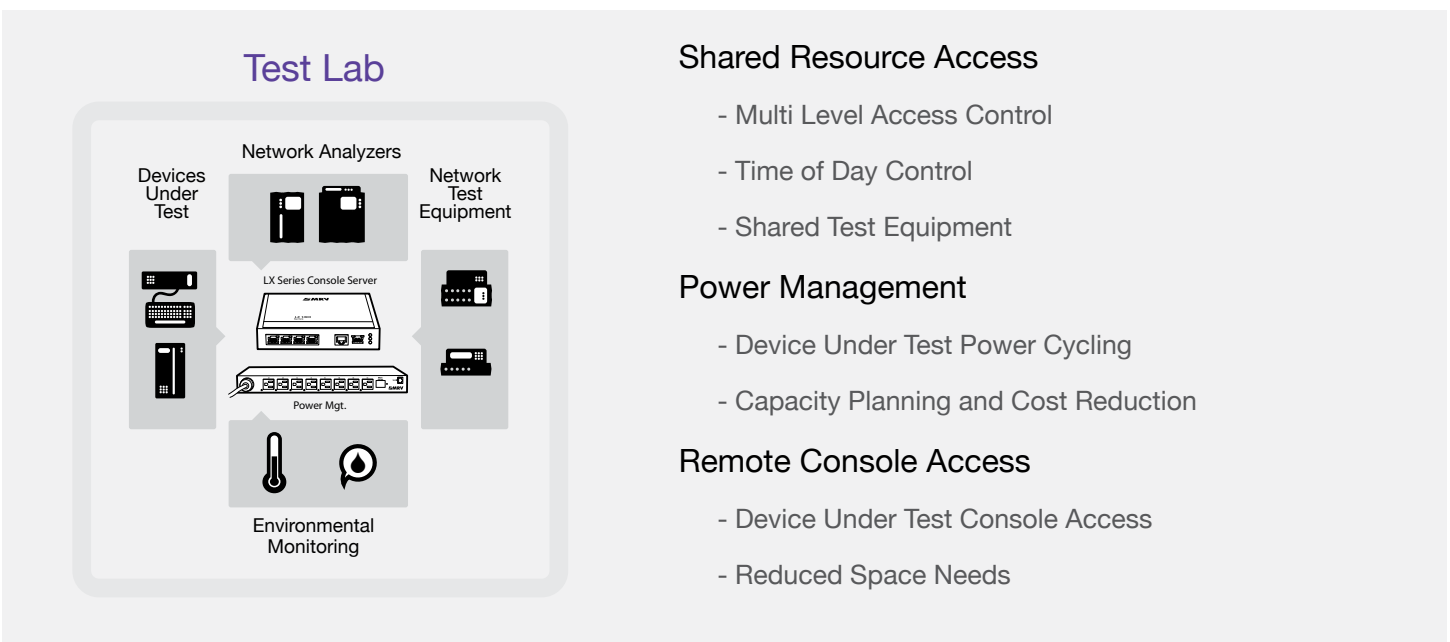 Test Lab
Network Analyzers
Devices
Under
Test
Network
Test
Equipment
LX Series Console Server
MRV
Power Mgt.
MRV
Environmental
Monitoring
Shared Resource Access
- Multi Level Access Control
- Time of Day Control
- Shared Test Equipment
Power Management
- Device Under Test Power Cycling
- Capacity Planning and Cost Reduction
Remote Console Access
- Device Under Test Console Access
- Reduced Space Needs